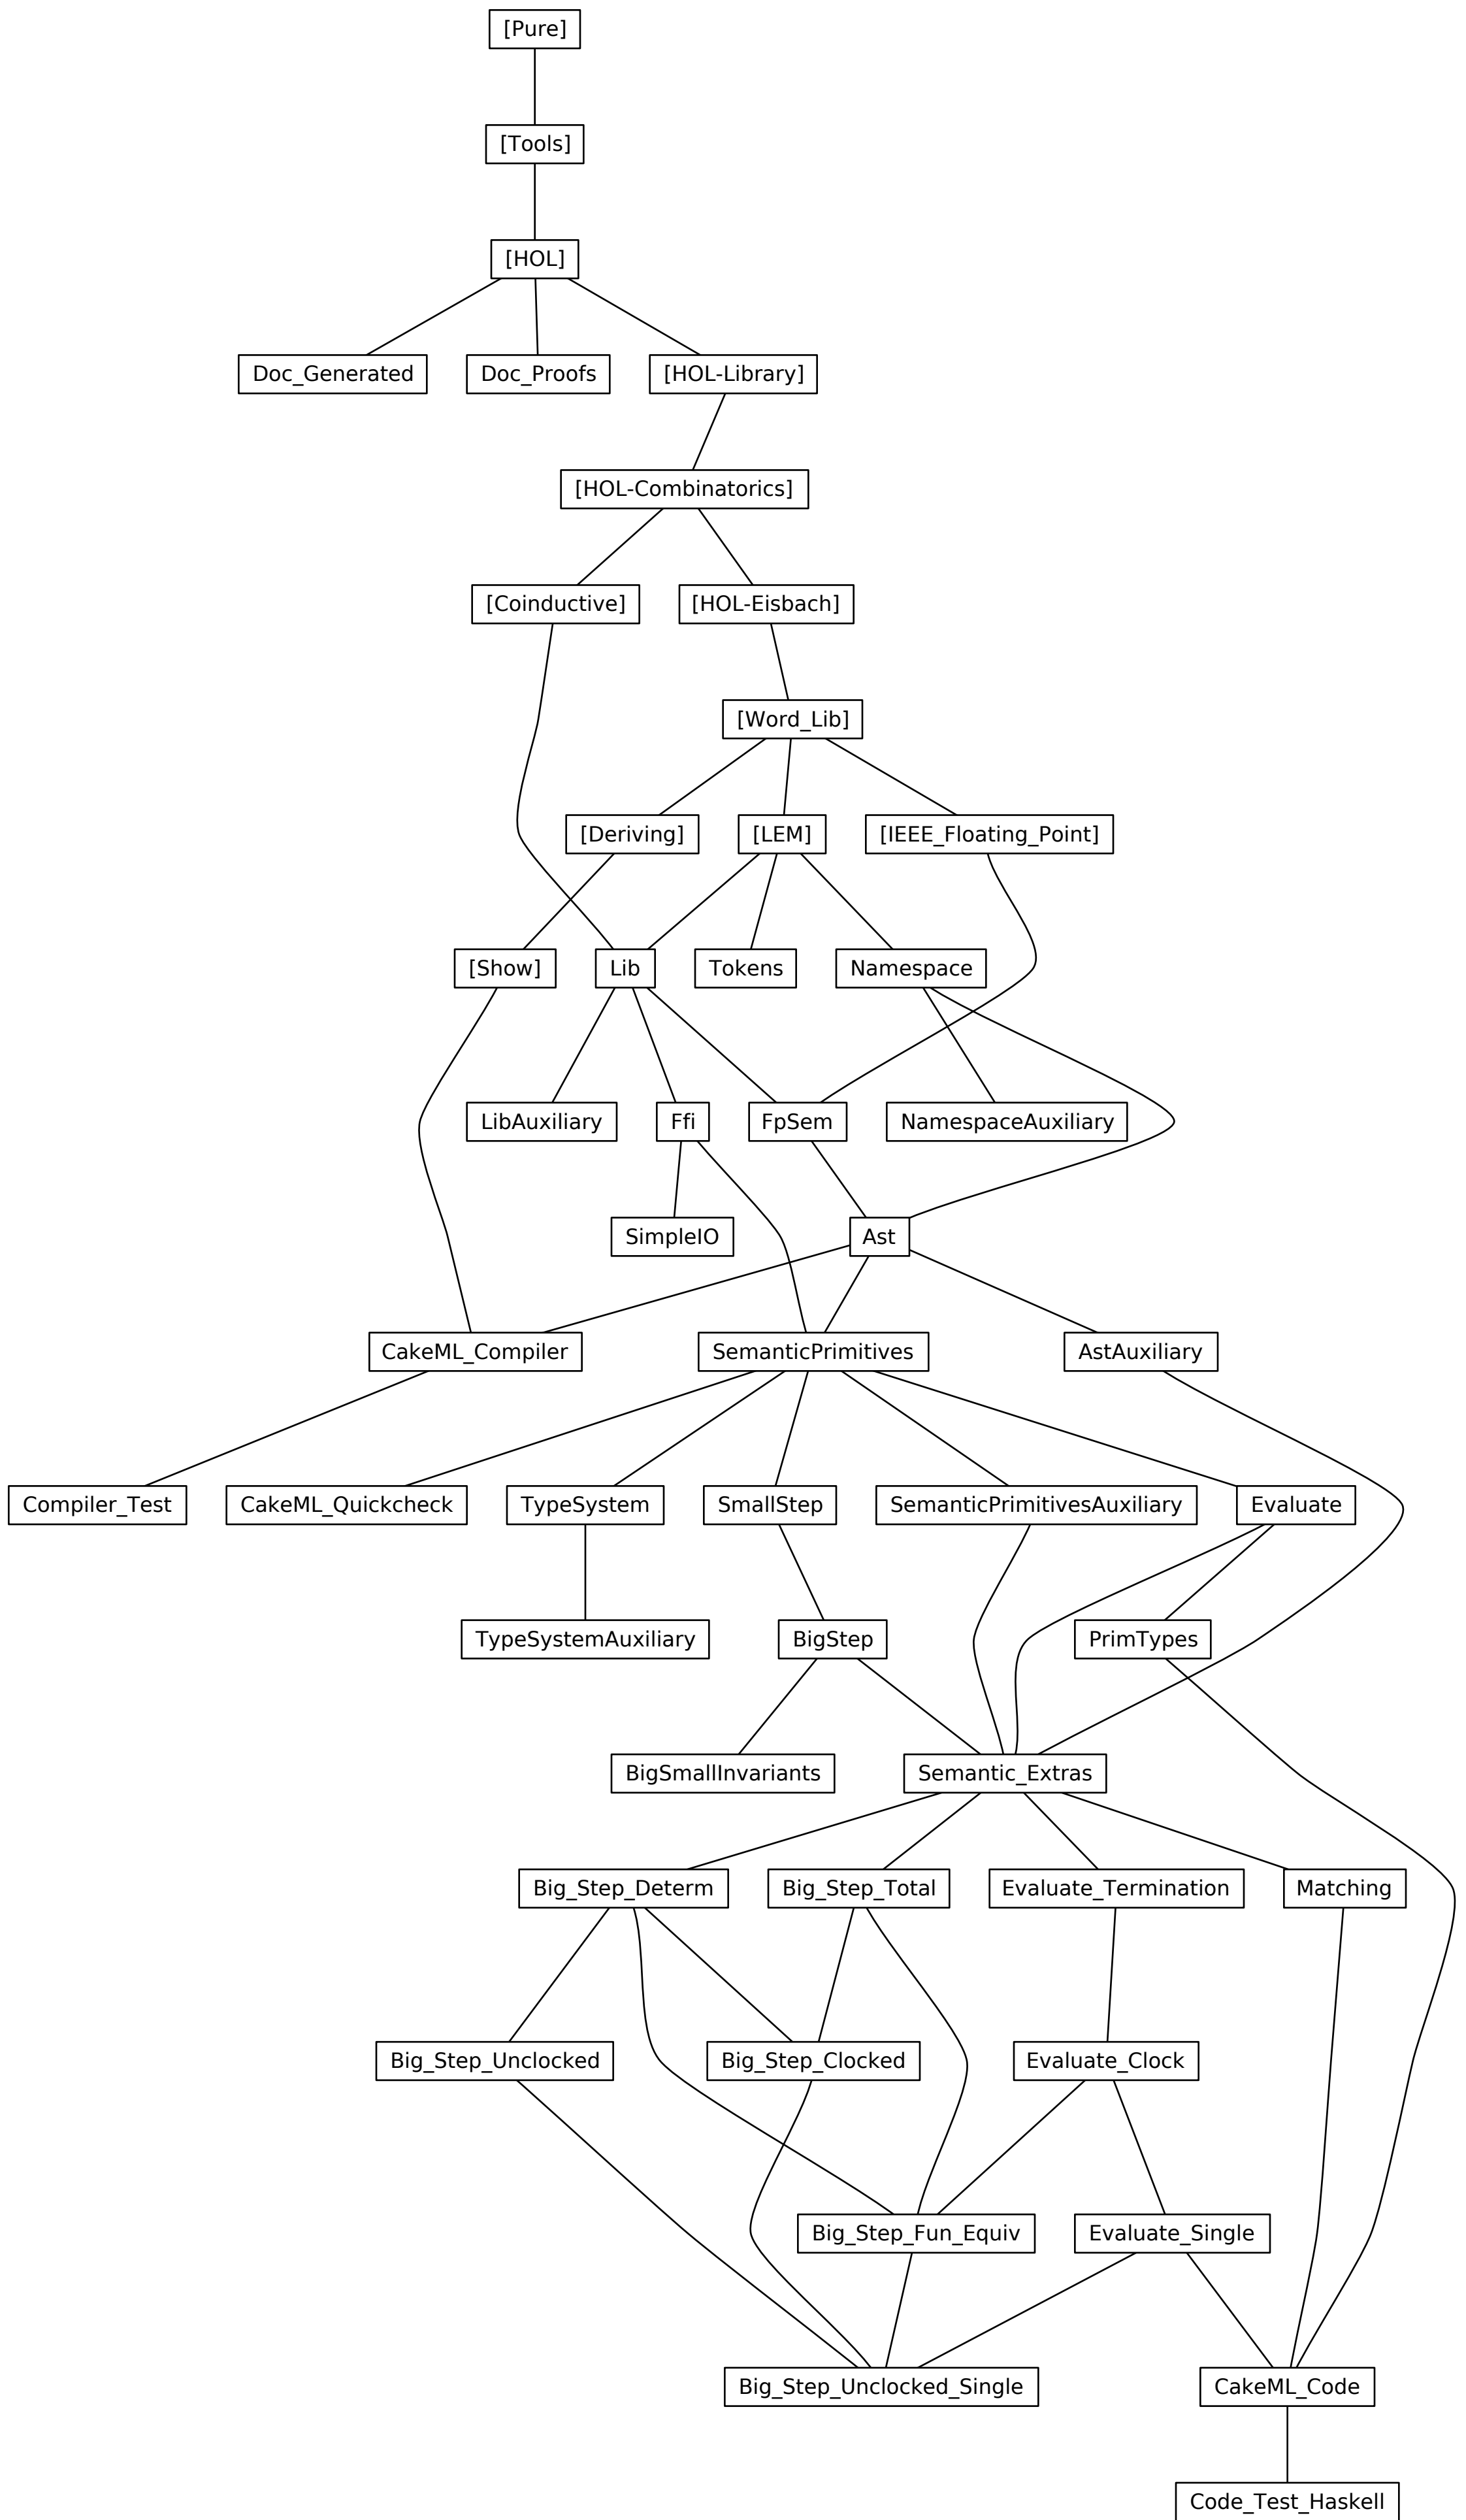 [Pure]
[Tools]
[HOL]
Doc_Generated
Doc_Proofs
[HOL-Library]
[HOL-Combinatorics]
[Coinductive]
[HOL-Eisbach]
[Word_Lib]
[Deriving]
[LEM]
[IEEE_Floating_Point]
[Show]
Lib
Tokens
Namespace
LibAuxiliary
Ffi
FpSem
NamespaceAuxiliary
SimpleIO
Ast
CakeML_Compiler
SemanticPrimitives
AstAuxiliary
Compiler_Test
CakeML_Quickcheck
TypeSystem
SmallStep
SemanticPrimitivesAuxiliary
Evaluate
TypeSystemAuxiliary
BigStep
PrimTypes
BigSmallInvariants
Semantic_Extras
Big_Step_Determ
Big_Step_Total
Evaluate_Termination
Matching
Big_Step_Unclocked
Big_Step_Clocked
Evaluate_Clock
Big_Step_Fun_Equiv
Evaluate_Single
Big_Step_Unclocked_Single
CakeML_Code
Code_Test_Haskell